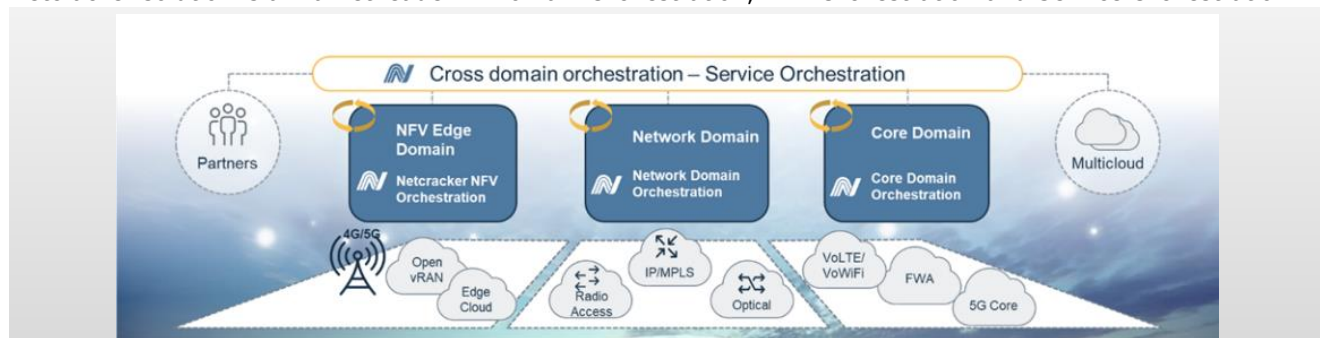 Cross domain orchestration – Service Orchestration
Partners
NFV Edge
Domain
Netcracker NFV
Orchestration
Network Domain
Network Domain
Orchestration
Core Domain
Core Domain
Orchestration
Multicloud
4G/5G
Open
vRAN
Edge
Cloud
Radio
Access
IP/MPLS
Optical
VoLTE/
VoWiFi
FWA
5G Core